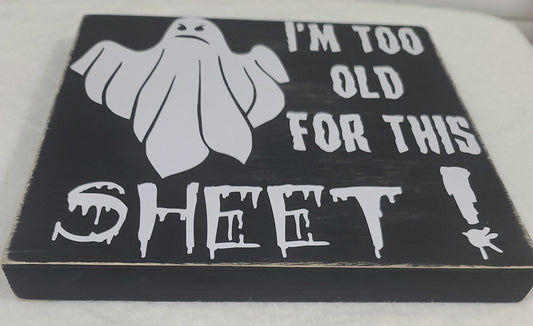 I'M TOO
OLD
FOR THIS
SHEET!